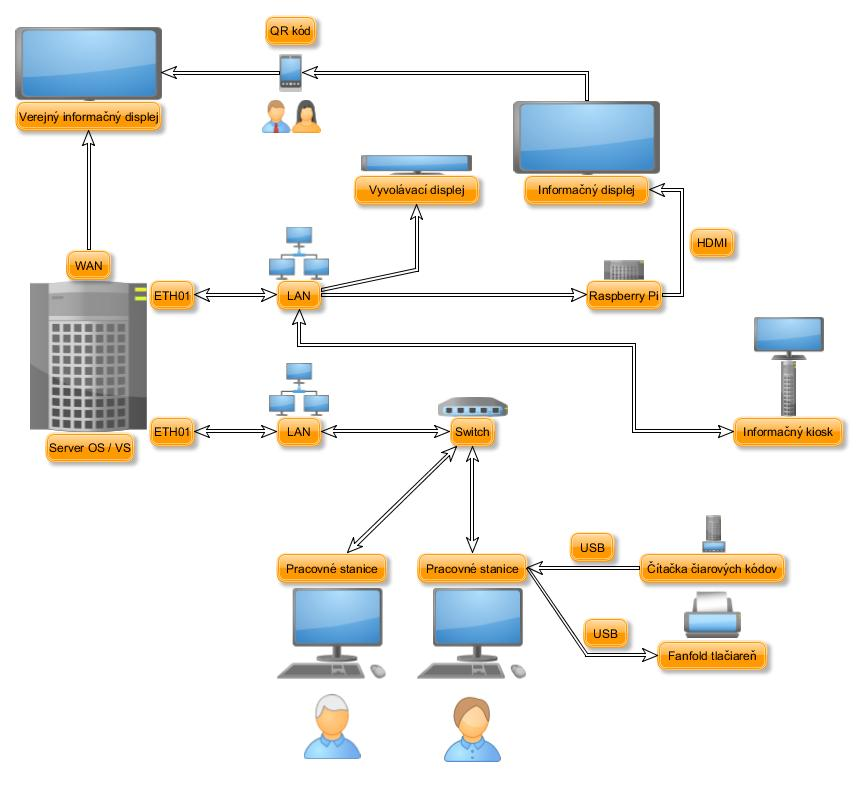 QR kód
Verejný informačný displej
Vyvolávací displej
Informačný displej
HDMI
WAN
ETH01
LAN
Raspberry Pi
ETH01
LAN
Switch
Informačný kiosk
Server OS / VS
USB
Pracovné stanice
Pracovné stanice
Čítačka čiarových kódov
USB
Fanfold tlačiareň